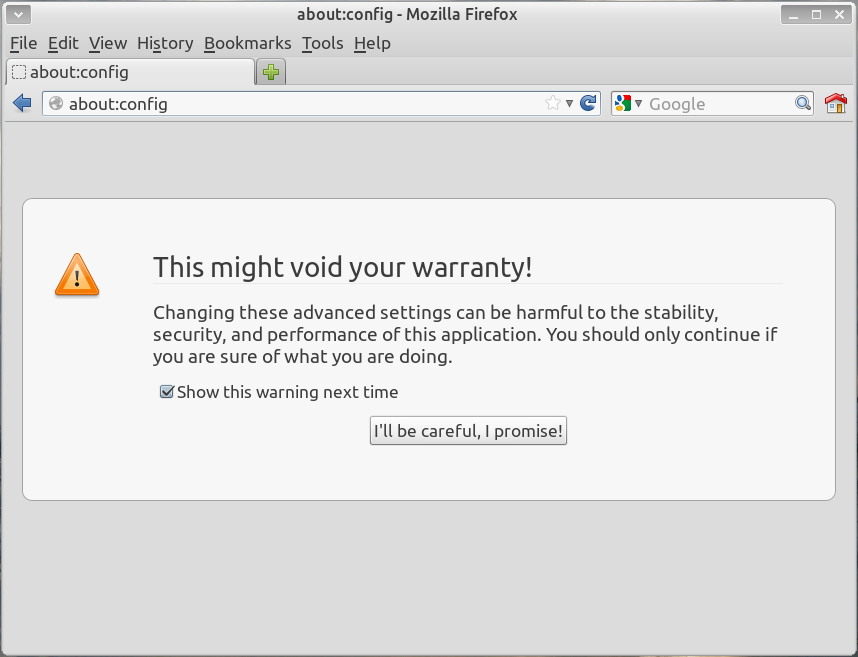 about:config - Mozilla Firefox
File Edit View History Bookmarks Tools Help
about:config
about:config Google
This might void your warranty!
Changing these advanced settings can be harmful to the stability,
security, and performance of this application. You should only continue if
you are sure of what you are doing.
Show this warning next time
I'll be careful, I promise!